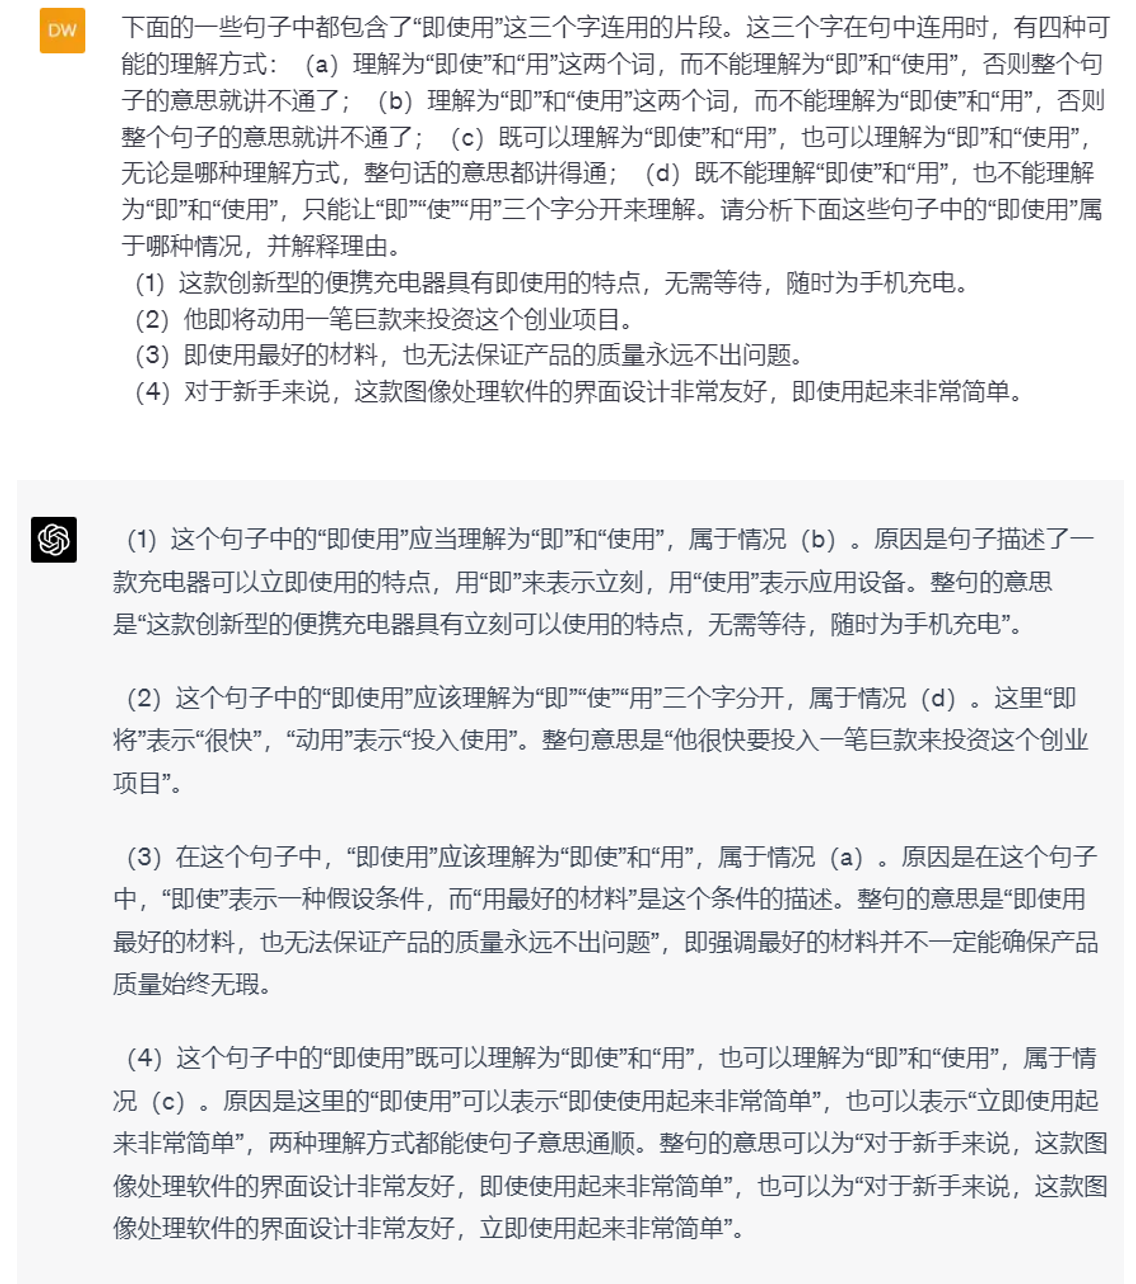 DW
下面的一些句子中都包含了“即使用”这三个字连用的片段。这三个字在句中连用时，有四种可
能的理解方式：（a）理解为“即使”和“用”这两个词，而不能理解为“即”和“使用”，否则整个句
子的意思就讲不通了；（b）理解为“即”和“使用”这两个词，而不能理解为“即使”和“用”，否则
整个句子的意思就讲不通了；（c）既可以理解为“即使”和“用”，也可以理解为“即”和“使用”，
无论是哪种理解方式，整句话的意思都讲得通；（d）既不能理解“即使”和“用”，也不能理解
为“即”和“使用”，只能让“即”“使”“用”三个字分开来理解。请分析下面这些句子中的“即使用”属
于哪种情况，并解释理由。
（1）这款创新型的便携充电器具有即使用的特点，无需等待，随时为手机充电。
（2）他即将动用一笔巨款来投资这个创业项目。
（3）即使用最好的材料，也无法保证产品的质量永远不出问题。
（4）对于新手来说，这款图像处理软件的界面设计非常友好，即使用起来非常简单。
（1）这个句子中的“即使用”应当理解为“即”和“使用”，属于情况（b）。原因是句子描述了一
款充电器可以立即使用的特点，用“即”来表示立刻，用“使用”表示应用设备。整句的意思
是“这款创新型的便携充电器具有立刻可以使用的特点，无需等待，随时为手机充电”。
（2）这个句子中的“即使用”应该理解为“即”“使”“用”三个字分开，属于情况（d）。这里“即
将”表示“很快”，“动用”表示“投入使用”。整句意思是“他很快要投入一笔巨款来投资这个创业
项目”。
（3）在这个句子中，“即使用”应该理解为“即使”和“用”，属于情况（a）。原因是在这个句子
中，“即使”表示一种假设条件，而“用最好的材料”是这个条件的描述。整句的意思是“即使用
最好的材料，也无法保证产品的质量永远不出问题”，即强调最好的材料并不一定能确保产品
质量始终无瑕。
（4）这个句子中的“即使用”既可以理解为“即使”和“用”，也可以理解为“即”和“使用”，属于情
况（c）。原因是这里的“即使用”可以表示“即使使用起来非常简单”，也可以表示“立即使用起
来非常简单”，两种理解方式都能使句子意思通顺。整句的意思可以为“对于新手来说，这款图
像处理软件的界面设计非常友好，即使使用起来非常简单”，也可以为“对于新手来说，这款图
像处理软件的界面设计非常友好，立即使用起来非常简单”。